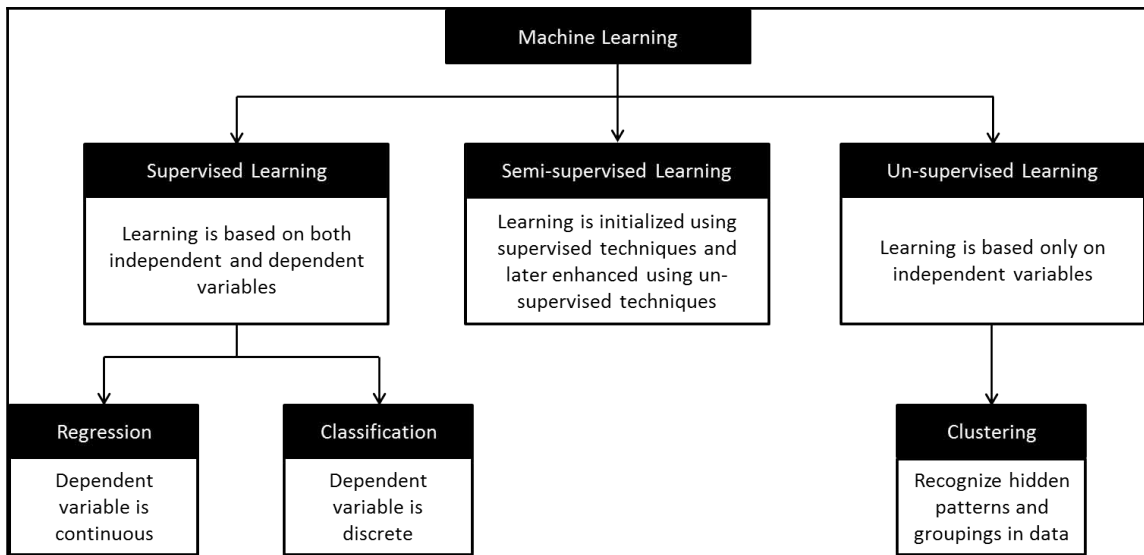 Machine Learning
Supervised Learning
Learning is based on both
independent and dependent
variables
Semi-supervised Learning
Learning is initialized using
supervised techniques and
later enhanced using un-
supervised techniques
Un-supervised Learning
Learning is based only on
independent variables
Regression
Dependent
variable is
continuous
Classification
Dependent
variable is
discrete
Clustering
Recognize hidden
patterns and
groupings in data